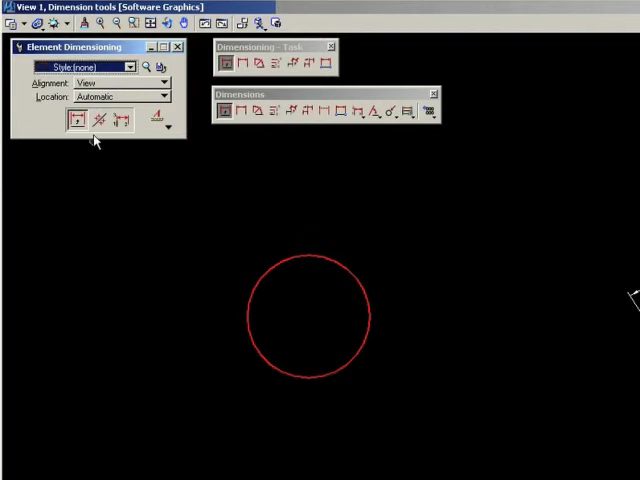 View 1, Dimension tools [Software Graphics]
Element Dimensioning
Style:(none)
Alignment: View
Location: Automatic
Dimensioning - Task
Dimensions